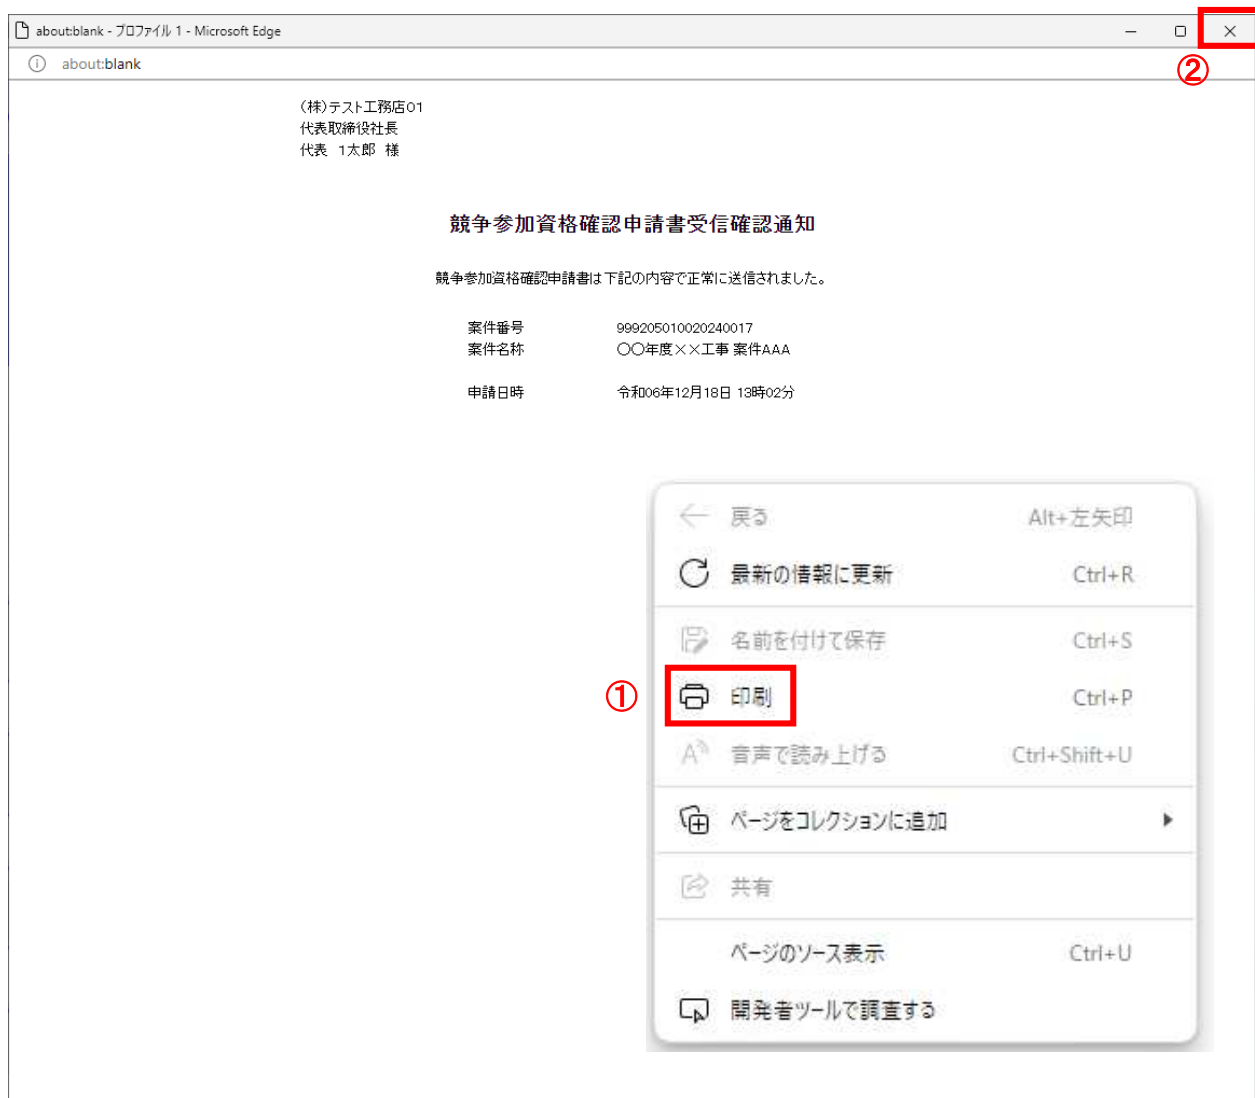 about:blank - プロファイル 1 - Microsoft Edge
about:blank
②
(株)テスト工務店01
代表取締役社長
代表 1太郎 様
競争参加資格確認申請書受信確認通知
競争参加資格確認申請書は下記の内容で正常に送信されました。
案件番号 999205010020240017
案件名称 〇〇年度××工事 案件AAA
申請日時 令和06年12月18日 13時02分
戻る Alt+左矢印
最新の情報に更新 Ctrl+R
名前を付けて保存 Ctrl+S
① 印刷 Ctrl+P
音声で読み上げる Ctrl+Shift+U
ページをコレクションに追加
共有
ページのソース表示 Ctrl+U
開発者ツールで調査する